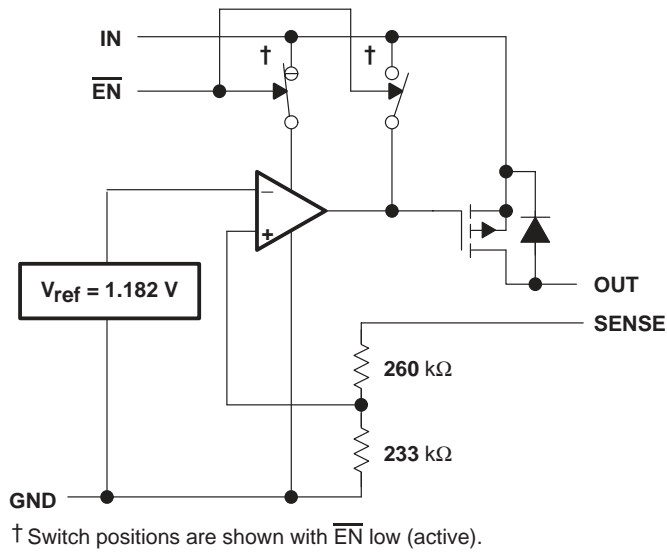 IN
†
†
EN
−
+
Vref = 1.182 V
OUT
SENSE
260 kΩ
233 kΩ
GND
† Switch positions are shown with EN low (active).